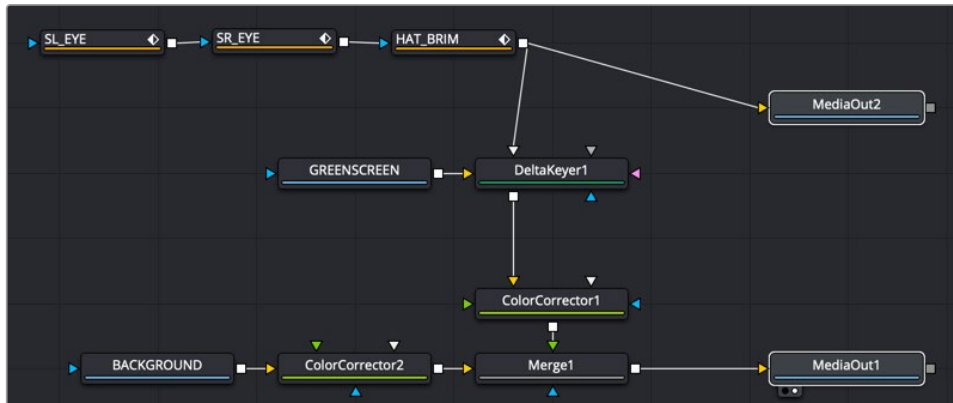 SL_EYE
SR_EYE
HAT_BRIM
MediaOut2
GREENSCREEN
DeltaKeyer1
ColorCorrector1
BACKGROUND
ColorCorrector2
Merge1
MediaOut1